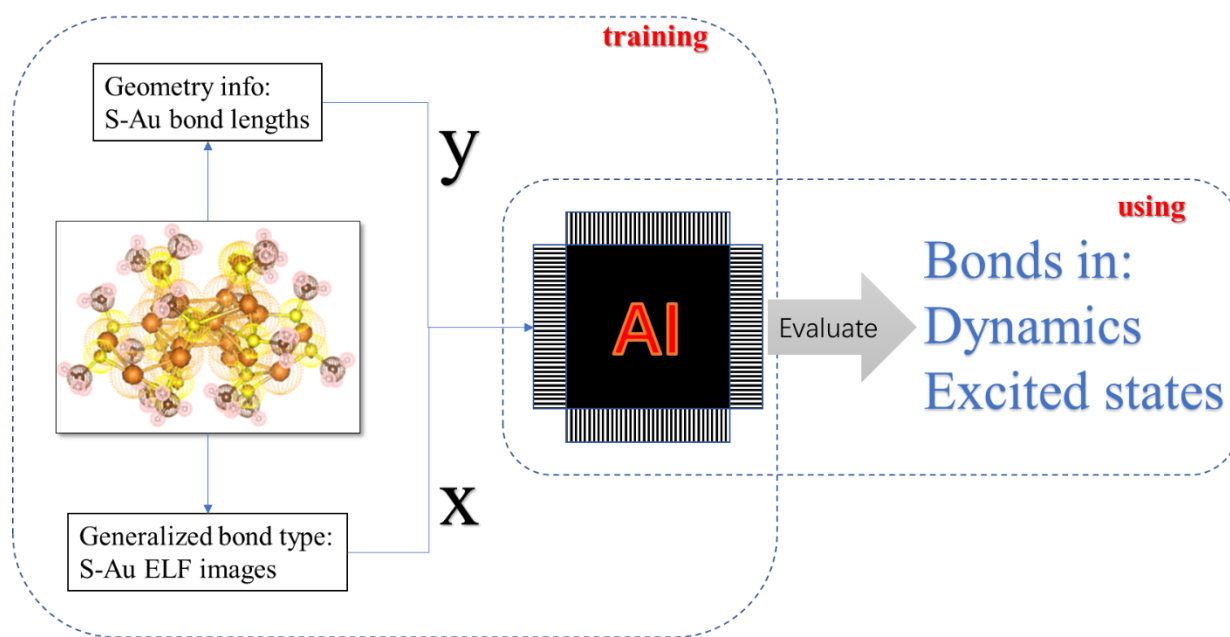 training
Geometry info:
S-Au bond lengths
y
using
AI
Evaluate
Bonds in:
Dynamics
Excited states
x
Generalized bond type:
S-Au ELF images